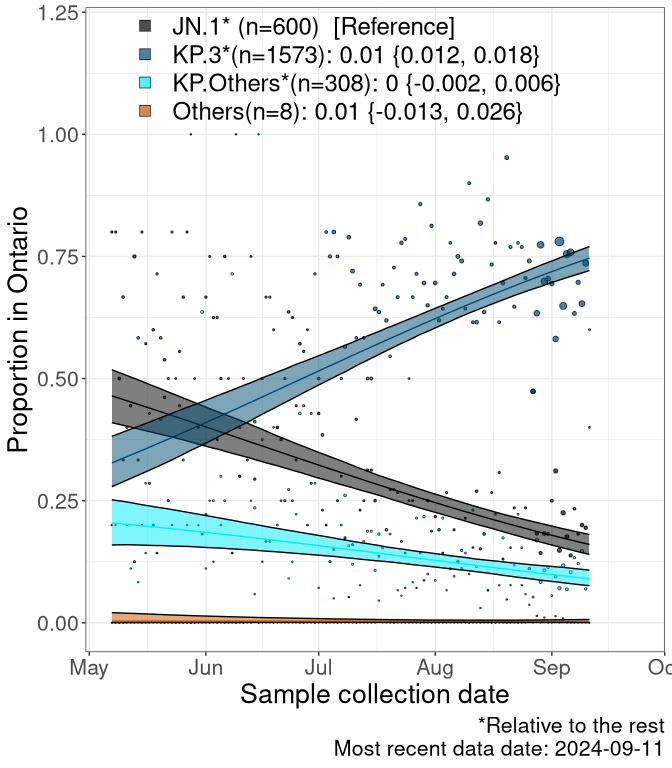 JN.1* (n=600) [Reference]
KP.3*(n=1573): 0.01 {0.012, 0.018}
KP.Others*(n=308): 0 {-0.002, 0.006}
Others(n=8): 0.01 {-0.013, 0.026}
1.25
1.00
0.75
0.50
0.25
0.00
Proportion in Ontario
May Jun Jul Aug Sep Oc
Sample collection date
*Relative to the rest
Most recent data date: 2024-09-11